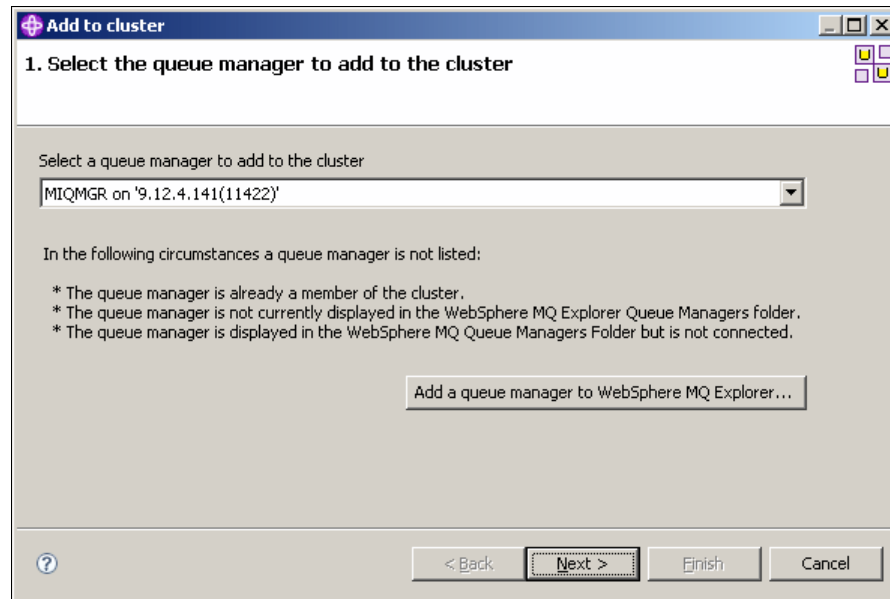 Add to cluster
1. Select the queue manager to add to the cluster
Select a queue manager to add to the cluster
MIQMGR on '9.12.4.141(11422)'
In the following circumstances a queue manager is not listed:
* The queue manager is already a member of the cluster.
* The queue manager is not currently displayed in the WebSphere MQ Explorer Queue Managers folder.
* The queue manager is displayed in the WebSphere MQ Queue Managers Folder but is not connected.
Add a queue manager to WebSphere MQ Explorer...
? < Back Next > Finish Cancel